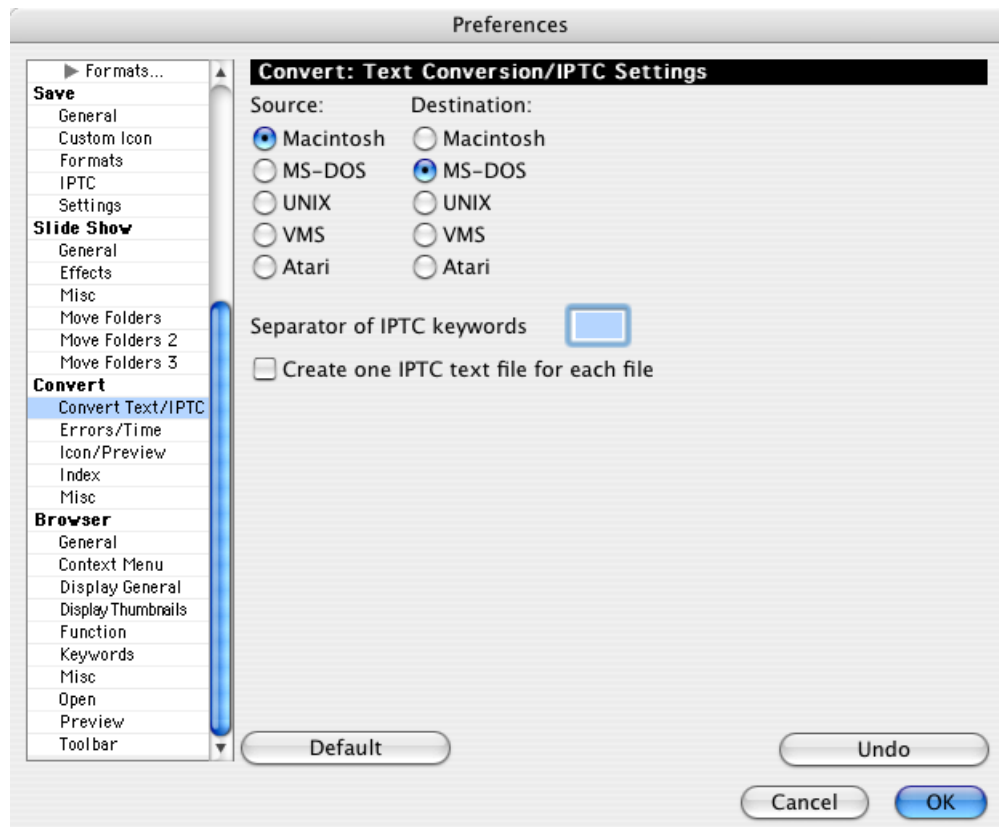 Preferences
▶ Formats...
Save
General
Custom Icon
Formats
IPTC
Settings
Slide Show
General
Effects
Misc
Move Folders
Move Folders 2
Move Folders 3
Convert
Convert Text/IPTC
Errors/Time
Icon/Preview
Index
Misc
Browser
General
Context Menu
Display General
Display Thumbnails
Function
Keywords
Misc
Open
Preview
Toolbar
Convert: Text Conversion/IPTC Settings
Source: Destination:
Macintosh Macintosh
MS-DOS MS-DOS
UNIX UNIX
VMS VMS
Atari Atari
Separator of IPTC keywords
Create one IPTC text file for each file
Default Undo
Cancel OK